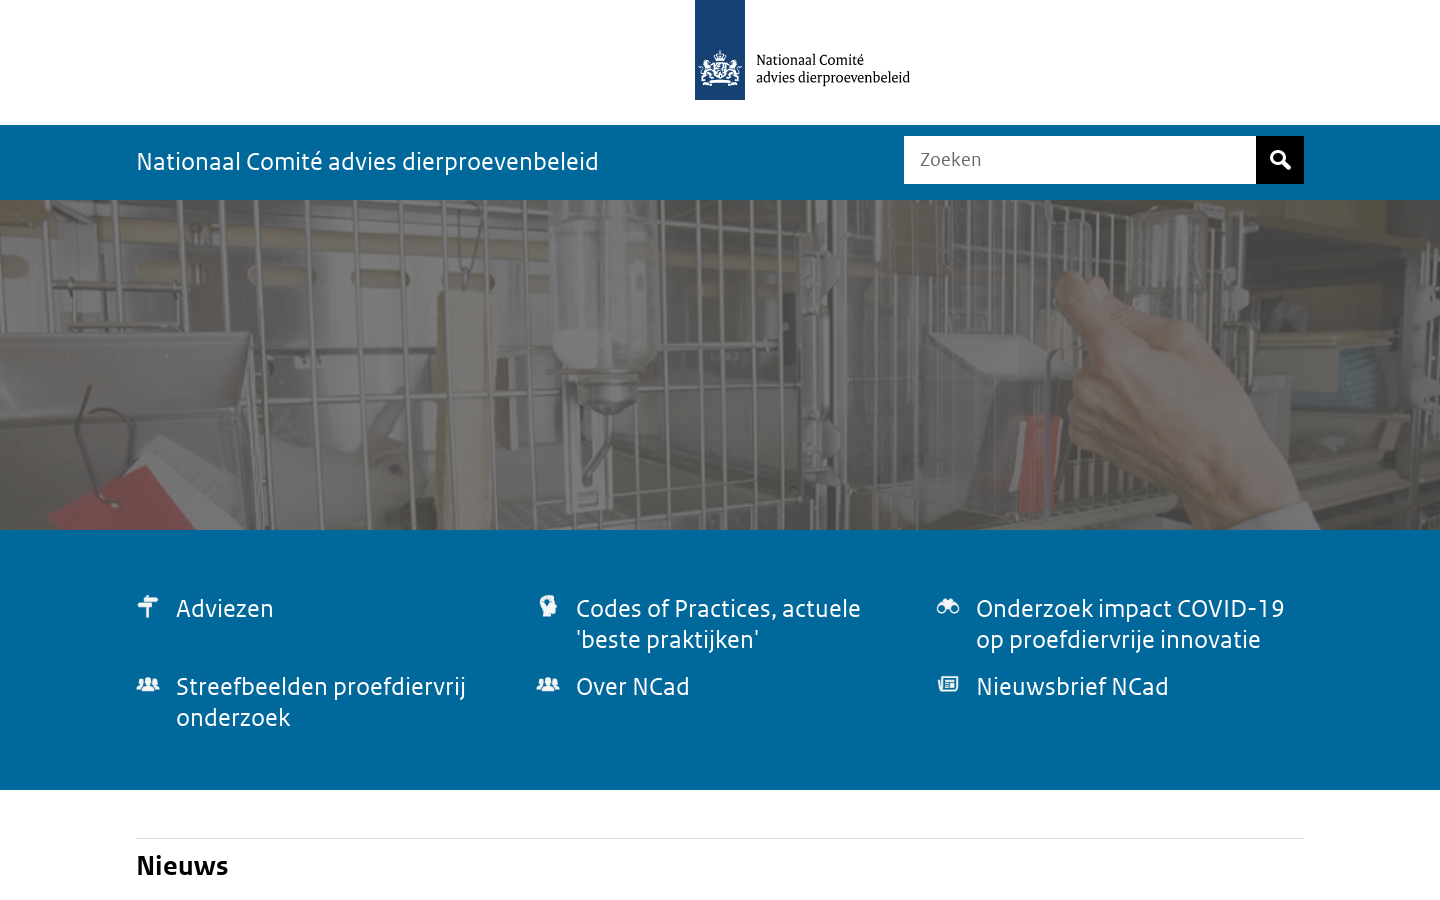 Nationaal Comité
advies dierproevenbeleid
Nationaal Comité advies dierproevenbeleid
Zoeken
Adviezen
Codes of Practices, actuele
'beste praktijken'
Onderzoek impact COVID-19
op proefdiervrije innovatie
Streefbeelden proefdiervrij
onderzoek
Over NCad
Nieuwsbrief NCad
Nieuws